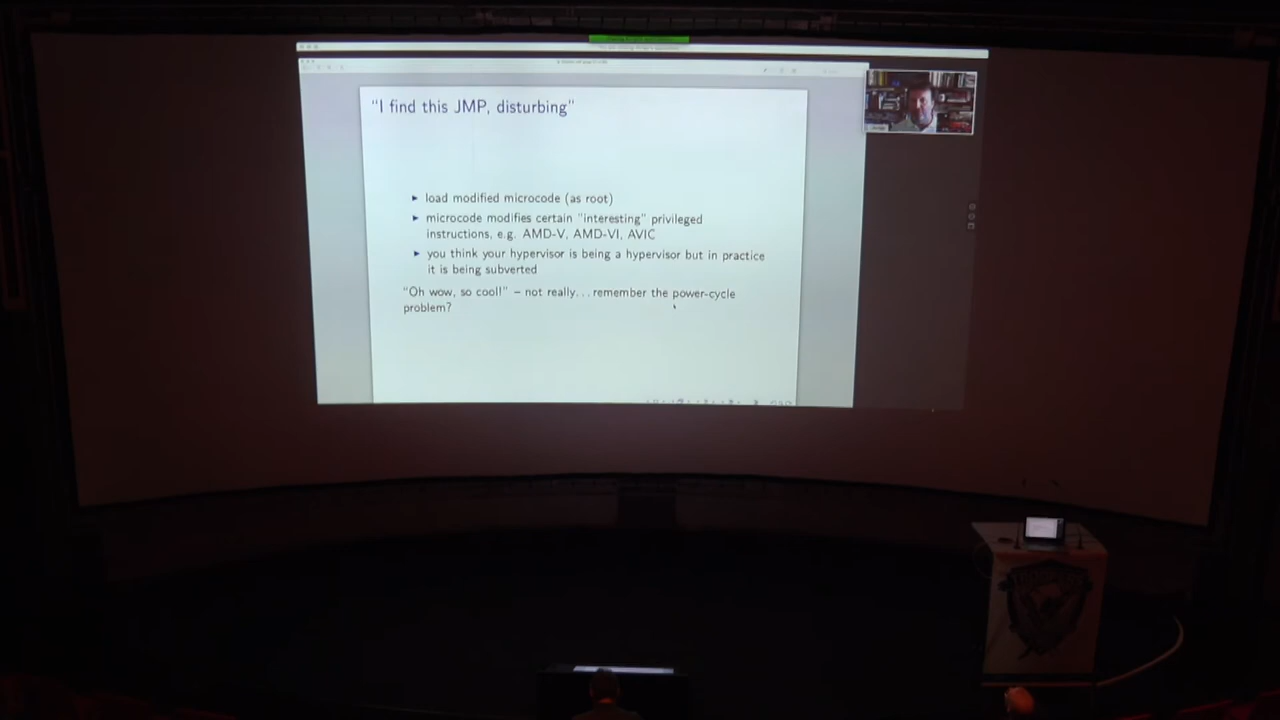 "I find this JMP, disturbing"
► load modified microcode (as root)
► microcode modifies certain "interesting" privileged
instructions, e.g. AMD-V, AMD-VI, AVIC
► you think your hypervisor is being a hypervisor but in practice
it is being subverted
"Oh wow, so cool!" – not really...remember the power-cycle
problem?